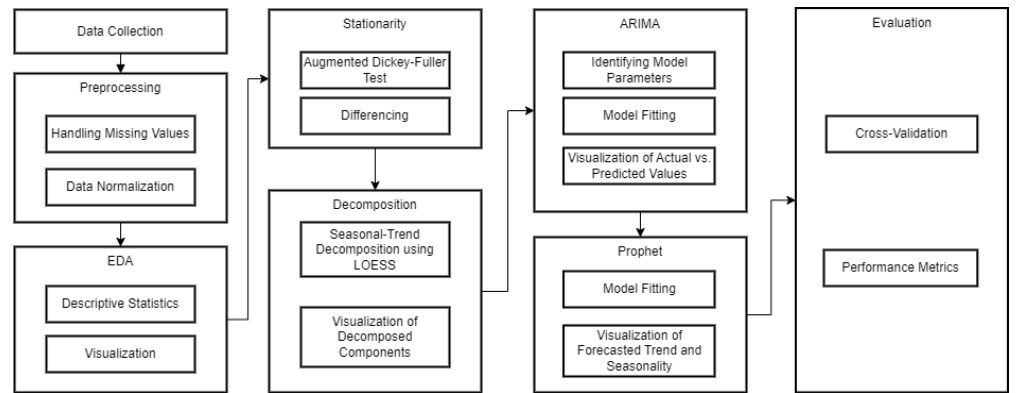 Data Collection
Preprocessing
Handling Missing Values
Data Normalization
EDA
Descriptive Statistics
Visualization
Stationarity
Augmented Dickey-Fuller
Test
Differencing
Decomposition
Seasonal-Trend
Decomposition using
LOESS
Visualization of
Decomposed
Components
ARIMA
Identifying Model
Parameters
Model Fitting
Visualization of Actual vs.
Predicted Values
Prophet
Model Fitting
Visualization of
Forecasted Trend and
Seasonality
Evaluation
Cross-Validation
Performance Metrics